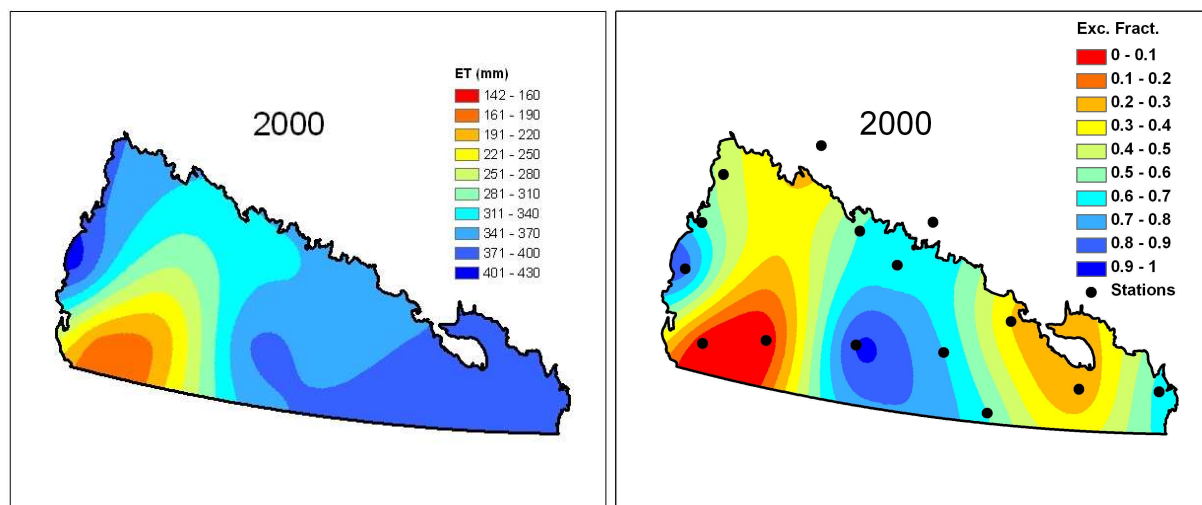 ET (mm)
142 - 160
161 - 190
191 - 220
221 - 250
251 - 280
281 - 310
311 - 340
341 - 370
371 - 400
401 - 430
2000
Exc. Fract.
0 - 0.1
0.1 - 0.2
0.2 - 0.3
0.3 - 0.4
0.4 - 0.5
0.5 - 0.6
0.6 - 0.7
0.7 - 0.8
0.8 - 0.9
0.9 - 1
Stations
2000